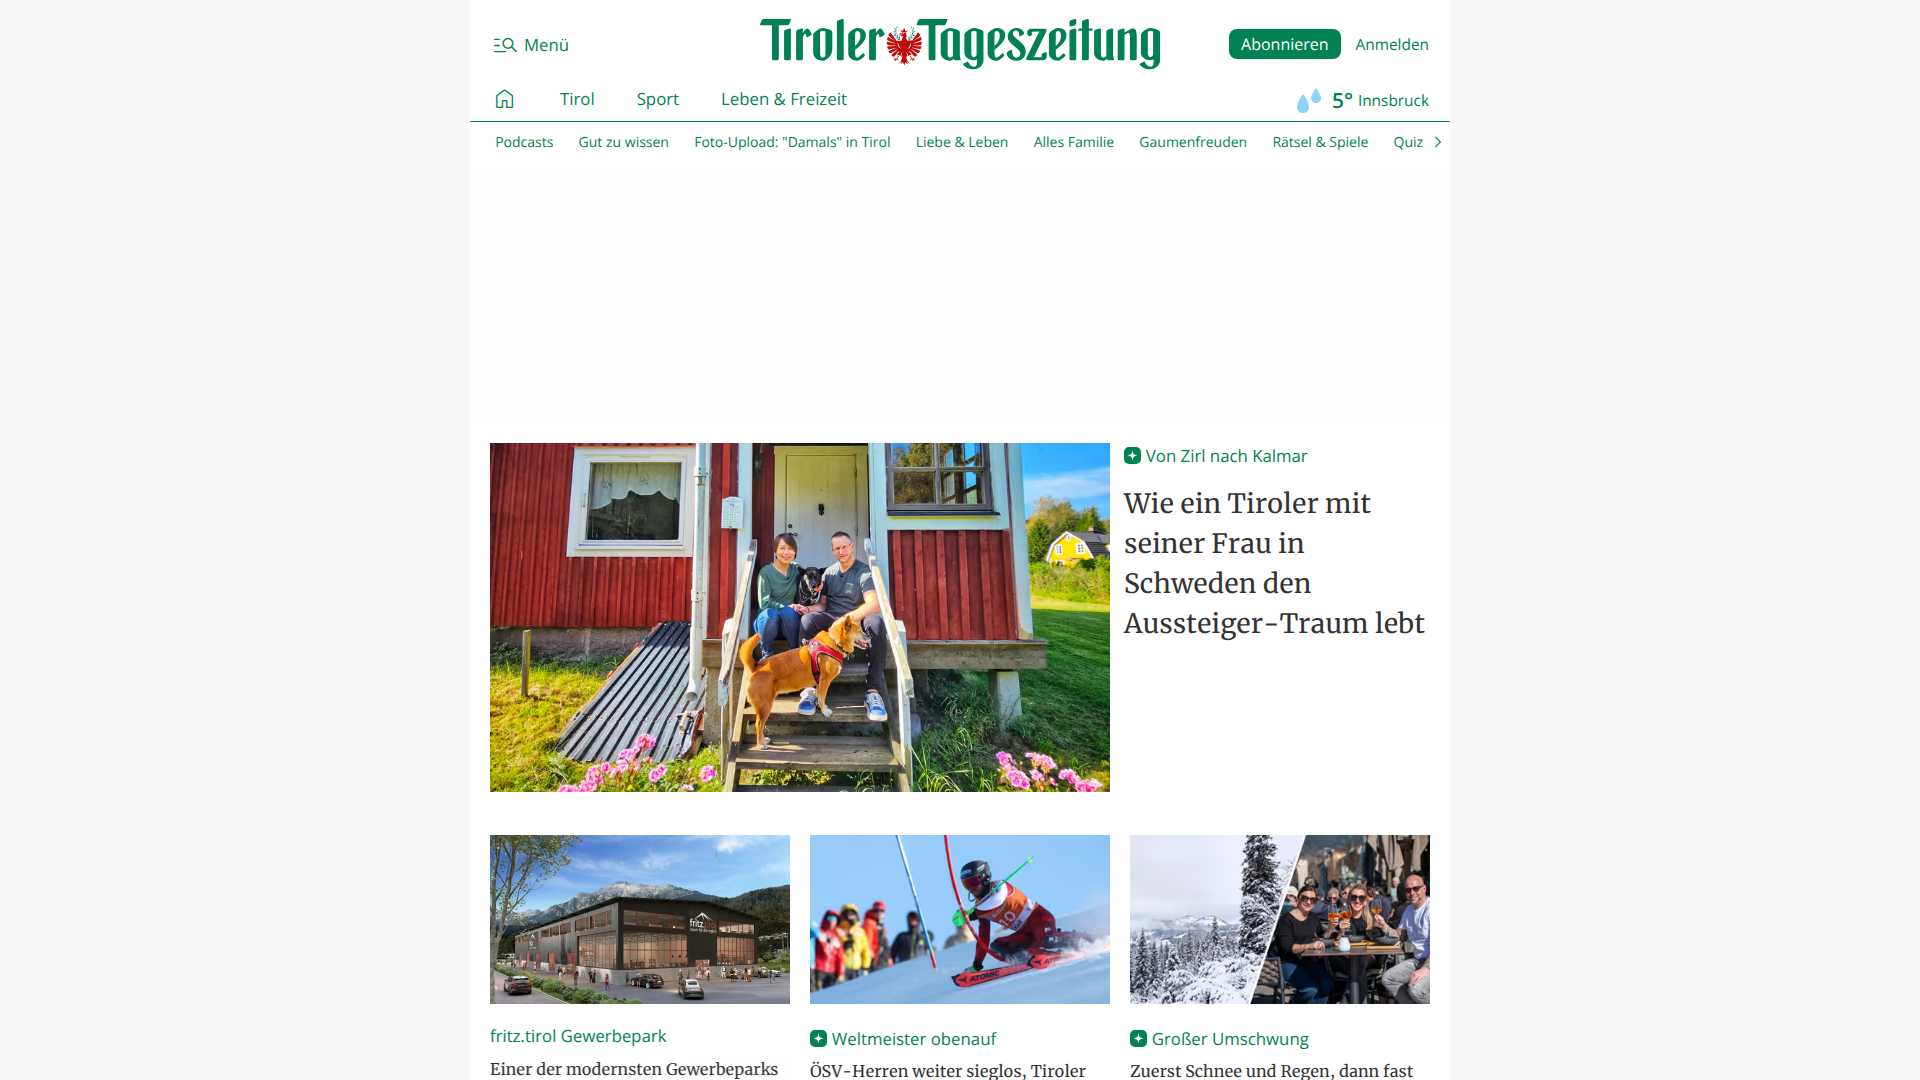 Menü
Tiroler Tageszeitung
Abonnieren
Anmelden
Tirol
Sport
Leben & Freizeit
5° Innsbruck
Podcasts
Gut zu wissen
Foto-Upload: "Damals" in Tirol
Liebe & Leben
Alles Familie
Gaumenfreuden
Rätsel & Spiele
Quiz
Von Zirl nach Kalmar
Wie ein Tiroler mit
seiner Frau in
Schweden den
Aussteiger-Traum lebt
fritz
ATOMIC
fritz.tirol Gewerbepark
Einer der modernsten Gewerbeparks
Weltmeister obenauf
ÖSV-Herren weiter sieglos, Tiroler
Großer Umschwung
Zuerst Schnee und Regen, dann fast